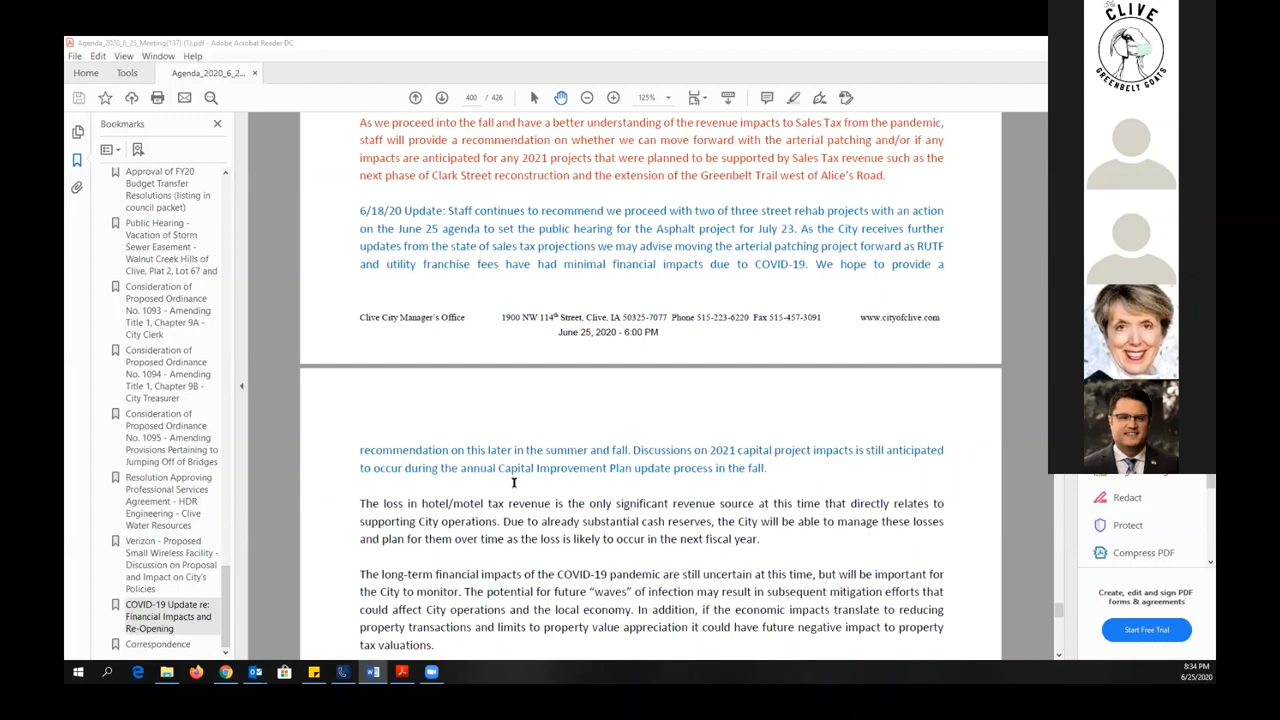 Agenda_2020_6_25_Meeting(137) (1).pdf - Adobe Acrobat Reader DC
File Edit View Window Help
Home Tools Agenda_2020_6_2... ×
400 / 426 125%
Bookmarks
Approval of FY20
Budget Transfer
Resolutions (listing in
council packet)
Public Hearing -
Vacation of Storm
Sewer Easement -
Walnut Creek Hills of
Clive, Plat 2, Lot 67 and
Consideration of
Proposed Ordinance
No. 1093 - Amending
Title 1, Chapter 9A -
City Clerk
Consideration of
Proposed Ordinance
No. 1094 - Amending
Title 1, Chapter 9B -
City Treasurer
Consideration of
Proposed Ordinance
No. 1095 - Amending
Provisions Pertaining to
Jumping Off of Bridges
Resolution Approving
Professional Services
Agreement - HDR
Engineering - Clive
Water Resources
Verizon - Proposed
Small Wireless Facility -
Discussion on Proposal
and Impact on City's
Policies
COVID-19 Update re:
Financial Impacts and
Re-Opening
Correspondence
As we proceed into the fall and have a better understanding of the revenue impacts to Sales Tax from the pandemic,
staff will provide a recommendation on whether we can move forward with the arterial patching and/or if any
impacts are anticipated for any 2021 projects that were planned to be supported by Sales Tax revenue such as the
next phase of Clark Street reconstruction and the extension of the Greenbelt Trail west of Alice's Road.
6/18/20 Update: Staff continues to recommend we proceed with two of three street rehab projects with an action
on the June 25 agenda to set the public hearing for the Asphalt project for July 23. As the City receives further
updates from the state of sales tax projections we may advise moving the arterial patching project forward as RUTF
and utility franchise fees have had minimal financial impacts due to COVID-19. We hope to provide a
Clive City Manager's Office 1900 NW 114th Street, Clive, IA 50325-7077 Phone 515-223-6220 Fax 515-457-3091 www.cityofclive.com
June 25, 2020 - 6:00 PM
recommendation on this later in the summer and fall. Discussions on 2021 capital project impacts is still anticipated
to occur during the annual Capital Improvement Plan update process in the fall.
The loss in hotel/motel tax revenue is the only significant revenue source at this time that directly relates to
supporting City operations. Due to already substantial cash reserves, the City will be able to manage these losses
and plan for them over time as the loss is likely to occur in the next fiscal year.
The long-term financial impacts of the COVID-19 pandemic are still uncertain at this time, but will be important for
the City to monitor. The potential for future “waves” of infection may result in subsequent mitigation efforts that
could affect City operations and the local economy. In addition, if the economic impacts translate to reducing
property transactions and limits to property value appreciation it could have future negative impact to property
tax valuations.
The
CLIVE
GREENBELT GOATS
Redact
Protect
Compress PDF
Create, edit and sign PDF
forms & agreements
Start Free Trial
8:34 PM
6/25/2020